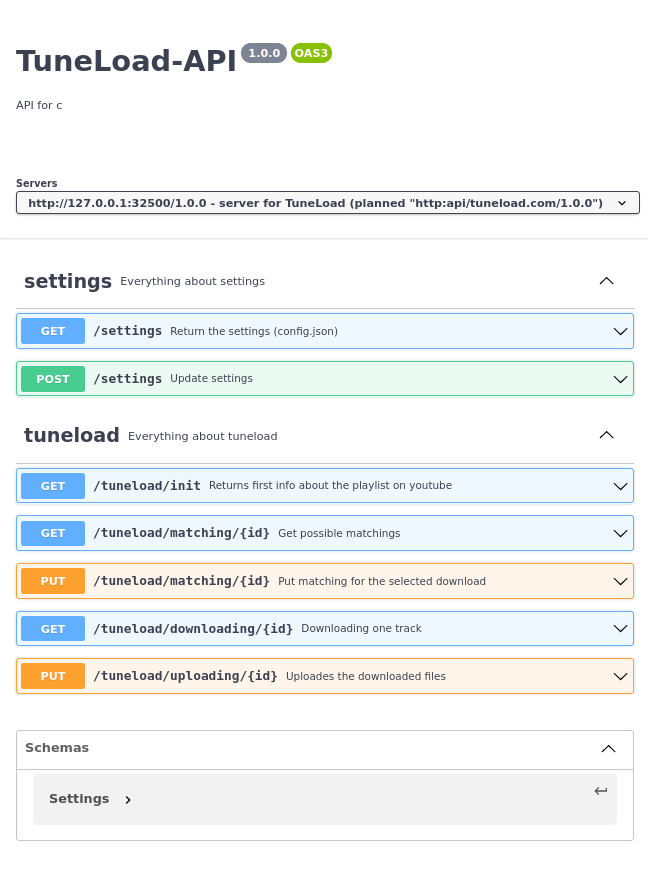 TuneLoad-API 1.0.0 OAS3
API for c
Servers
http://127.0.0.1:32500/1.0.0 - server for TuneLoad (planned "http:api/tuneload.com/1.0.0")
settings Everything about settings
GET /settings Return the settings (config.json)
POST /settings Update settings
tuneload Everything about tuneload
GET /tuneload/init Returns first info about the playlist on youtube
GET /tuneload/matching/{id} Get possible matchings
PUT /tuneload/matching/{id} Put matching for the selected download
GET /tuneload/downloading/{id} Downloading one track
PUT /tuneload/uploading/{id} Uploades the downloaded files
Schemas
Settings